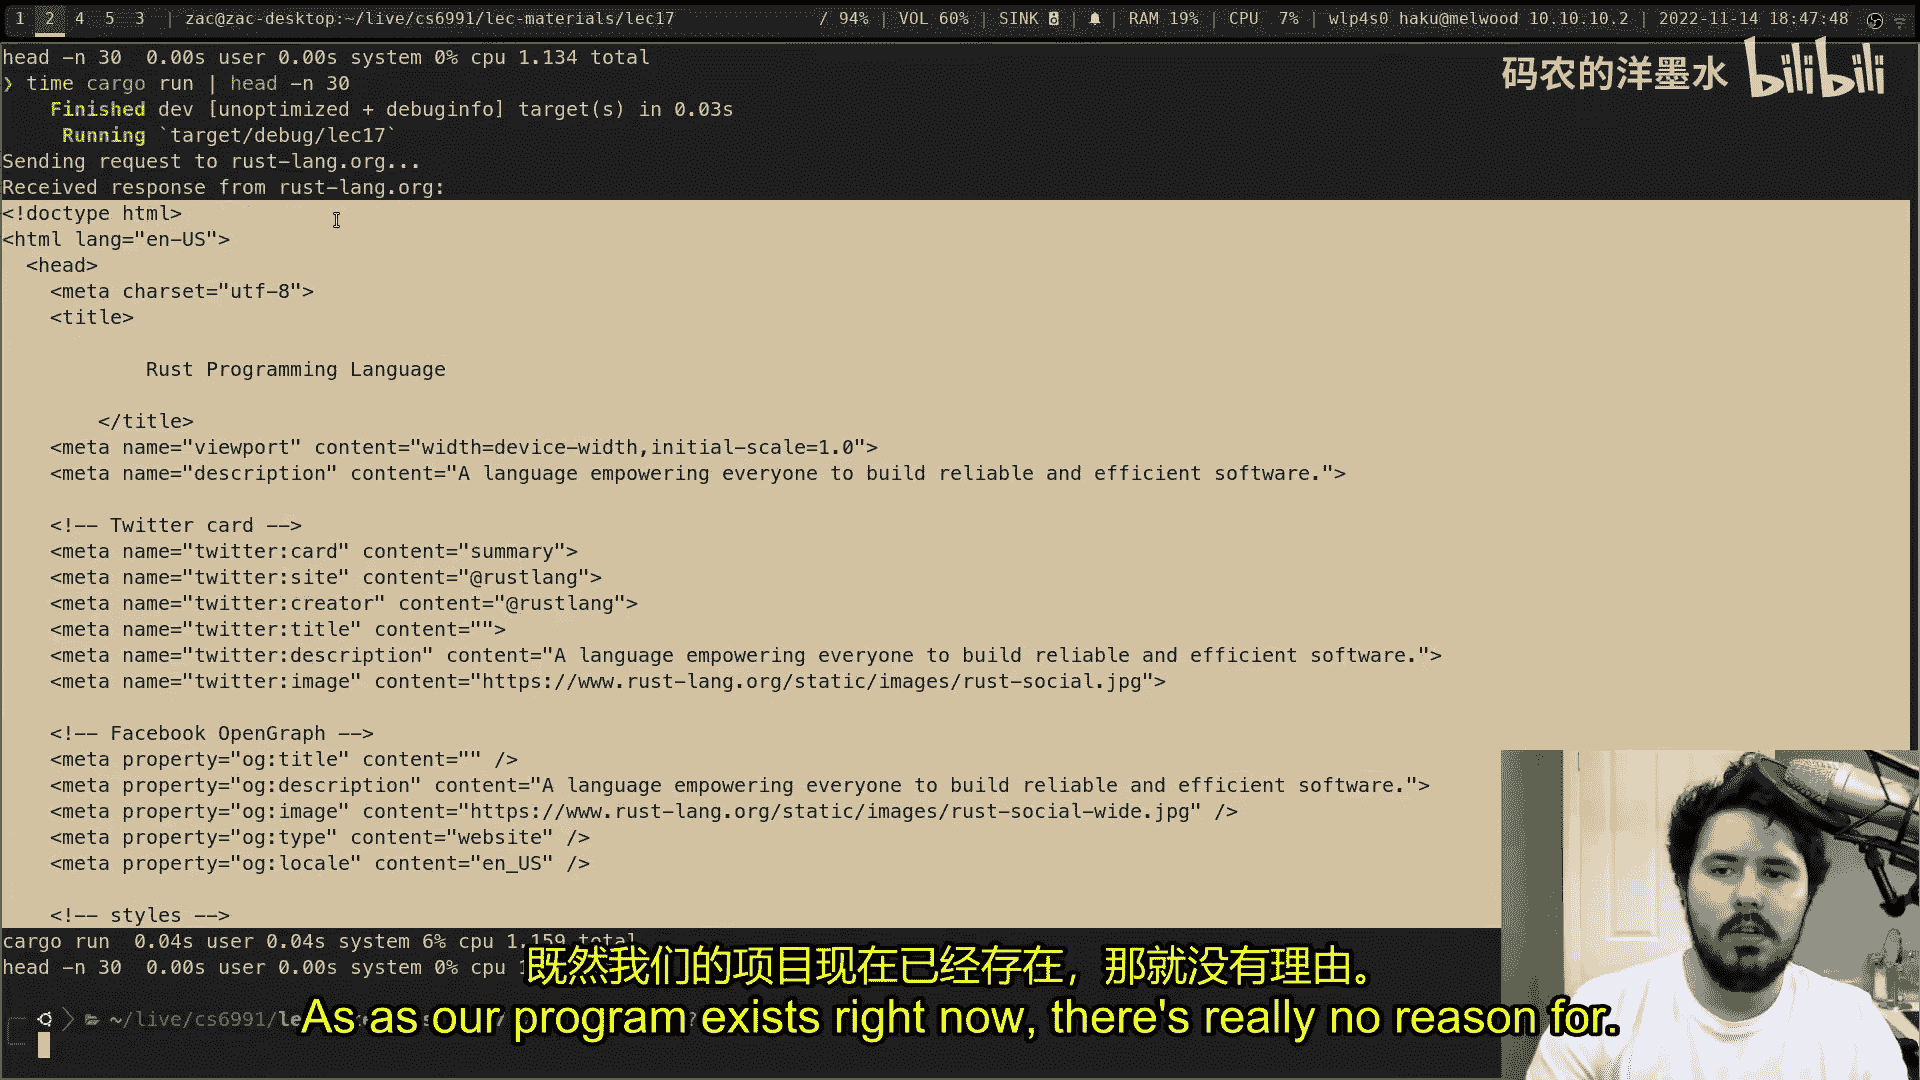 1 2 4 5 3 | zac@zac-desktop:~/live/cs6991/lec-materials/lec17 / 94% | VOL 60% | SINK | | RAM 19% | CPU 7% | wlp4s0 haku@melwood 10.10.10.2 | 2022-11-14 18:47:48
head -n 30 0.00s user 0.00s system 0% cpu 1.134 total
码农的洋墨水 bilibili
❯ time cargo run | head -n 30
Finished dev [unoptimized + debuginfo] target(s) in 0.03s
Running `target/debug/lec17`
Sending request to rust-lang.org...
Received response from rust-lang.org:
<!doctype html>
<html lang="en-US">
<head>
<meta charset="utf-8">
<title>
Rust Programming Language
</title>
<meta name="viewport" content="width=device-width,initial-scale=1.0">
<meta name="description" content="A language empowering everyone to build reliable and efficient software.">
<!-- Twitter card -->
<meta name="twitter:card" content="summary">
<meta name="twitter:site" content="@rustlang">
<meta name="twitter:creator" content="@rustlang">
<meta name="twitter:title" content="">
<meta name="twitter:description" content="A language empowering everyone to build reliable and efficient software.">
<meta name="twitter:image" content="https://www.rust-lang.org/static/images/rust-social.jpg">
<!-- Facebook OpenGraph -->
<meta property="og:title" content="" />
<meta property="og:description" content="A language empowering everyone to build reliable and efficient software.">
<meta property="og:image" content="https://www.rust-lang.org/static/images/rust-social-wide.jpg" />
<meta property="og:type" content="website" />
<meta property="og:locale" content="en_US" />
<!-- styles -->
cargo run 0.04s user 0.04s system 6% cpu 1.159 total
head -n 30 0.00s user 0.00s system 0% cpu
既然我们的项目现在已经存在，那就没有理由。
~/live/cs6991/
As as our program exists right now, there's really no reason for.